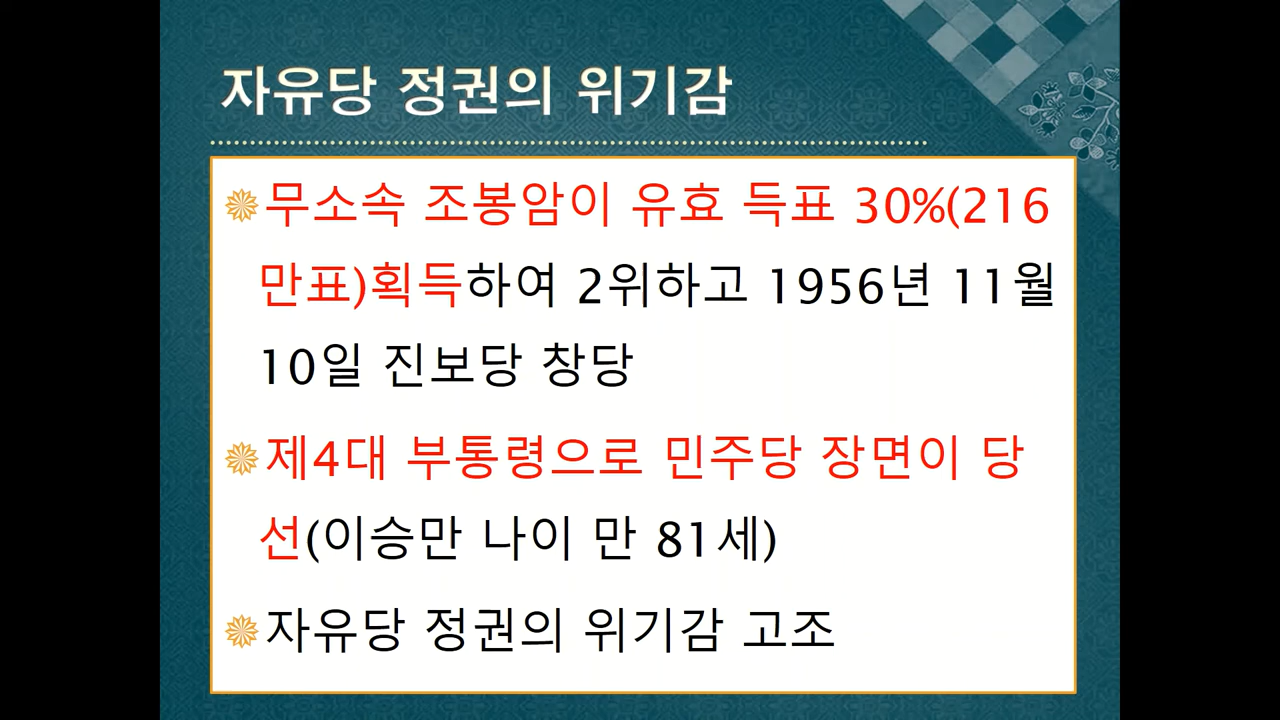 자유당 정권의 위기감
무소속 조봉암이 유효 득표 30%(216
만표)획득하여 2위하고 1956년 11월
10일 진보당 창당
제4대 부통령으로 민주당 장면이 당
선(이승만 나이 만 81세)
자유당 정권의 위기감 고조